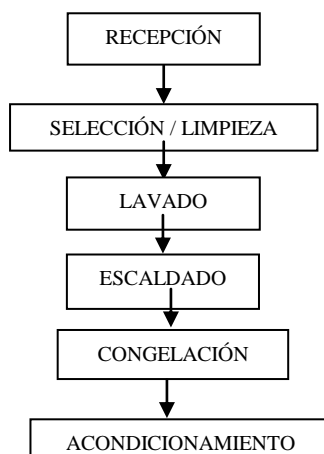 RECEPCIÓN
SELECCIÓN / LIMPIEZA
LAVADO
ESCALDADO
CONGELACIÓN
ACONDICIONAMIENTO